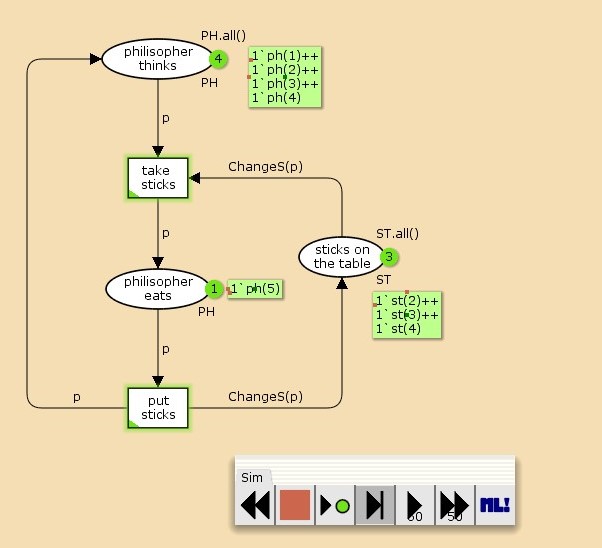 PH.all()
philisopher
thinks
4
1`ph(1)++
1`ph(2)++
1`ph(3)++
1`ph(4)
PH
p
take
sticks
ChangeS(p)
p
ST.all()
sticks on
the table
3
ST
philisopher
eats
1
1`ph(5)
PH
1`st(2)++
1`st(3)++
1`st(4)
p
p
put
sticks
ChangeS(p)
Sim
50
50
ML!